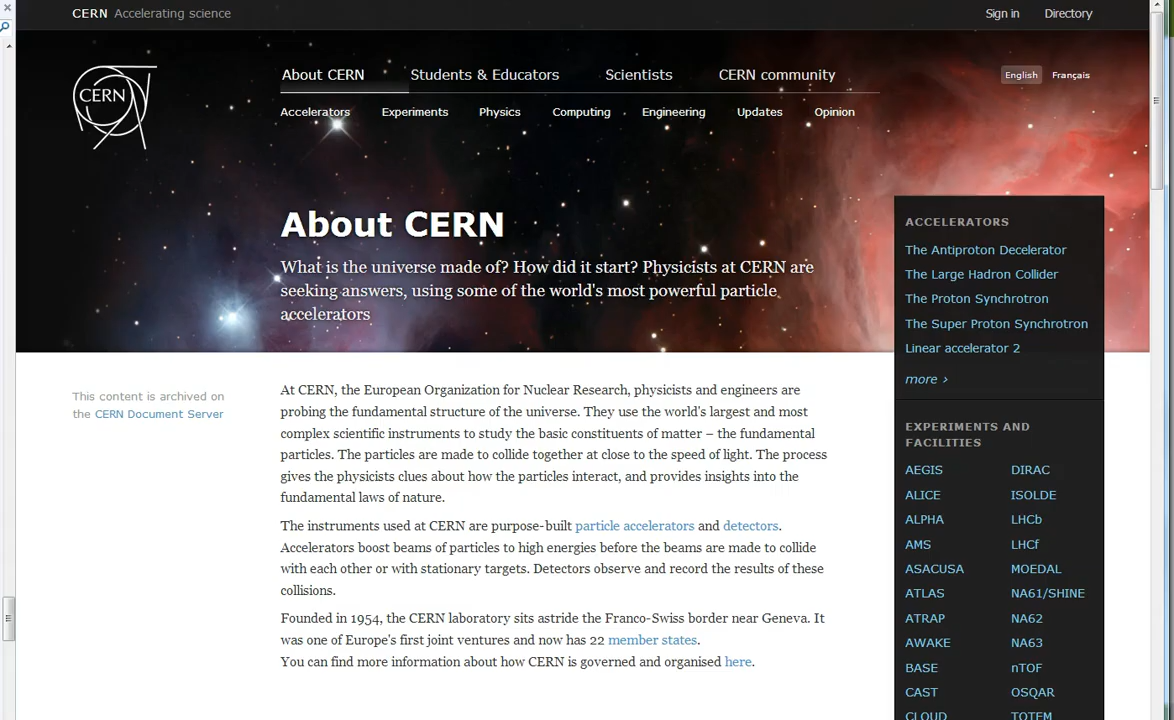 CERN Accelerating science
Sign in
Directory
CERN
About CERN
Students & Educators
Scientists
CERN community
English
Français
Accelerators
Experiments
Physics
Computing
Engineering
Updates
Opinion
About CERN
What is the universe made of? How did it start? Physicists at CERN are
seeking answers, using some of the world's most powerful particle
accelerators
This content is archived on
the CERN Document Server
At CERN, the European Organization for Nuclear Research, physicists and engineers are
probing the fundamental structure of the universe. They use the world's largest and most
complex scientific instruments to study the basic constituents of matter – the fundamental
particles. The particles are made to collide together at close to the speed of light. The process
gives the physicists clues about how the particles interact, and provides insights into the
fundamental laws of nature.
The instruments used at CERN are purpose-built particle accelerators and detectors.
Accelerators boost beams of particles to high energies before the beams are made to collide
with each other or with stationary targets. Detectors observe and record the results of these
collisions.
Founded in 1954, the CERN laboratory sits astride the Franco-Swiss border near Geneva. It
was one of Europe's first joint ventures and now has 22 member states.
You can find more information about how CERN is governed and organised here.
ACCELERATORS
The Antiproton Decelerator
The Large Hadron Collider
The Proton Synchrotron
The Super Proton Synchrotron
Linear accelerator 2
more ›
EXPERIMENTS AND
FACILITIES
AEGIS
ALICE
ALPHA
AMS
ASACUSA
ATLAS
ATRAP
AWAKE
BASE
CAST
CLOUD
DIRAC
ISOLDE
LHCb
LHCf
MOEDAL
NA61/SHINE
NA62
NA63
nTOF
OSQAR
TOTEM